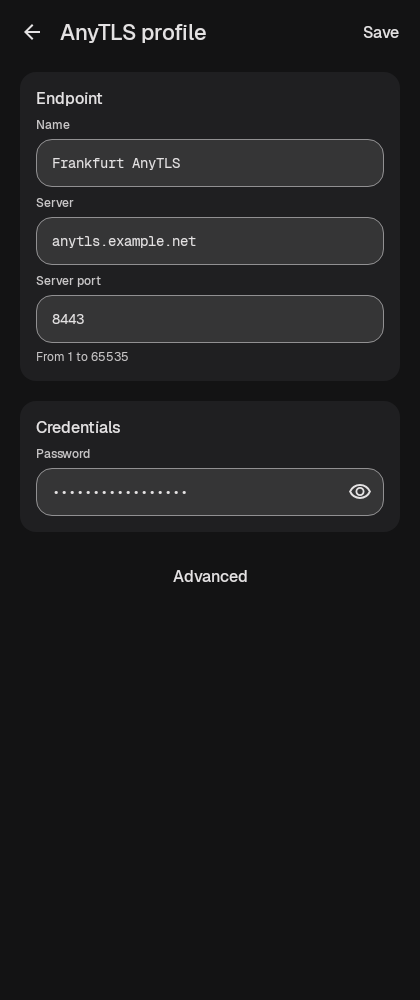 AnyTLS profile
Save
Endpoint
Name
Frankfurt AnyTLS
Server
anytls.example.net
Server port
8443
From 1 to 65535
Credentials
Password
•••••••••••••••••
Advanced